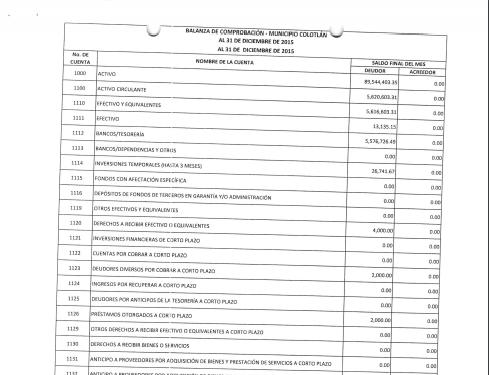 BALANZA DE COMPROBACIÓN - MUNICIPIO COLOTLÁN
AL 31 DE DICIEMBRE DE 2015
AL 31 DE DICIEMBRE DE 2015
No. DE CUENTA NOMBRE DE LA CUENTA SALDO FINAL DEL MES
DEUDOR ACREEDOR
1000 ACTIVO 89,544,403.35 0.00
1100 ACTIVO CIRCULANTE 5,620,603.31 0.00
1110 EFECTIVO Y EQUIVALENTES 5,616,603.31 0.00
1111 EFECTIVO 13,135.15 0.00
1112 BANCOS/TESORERÍA 5,576,726.49 0.00
1113 BANCOS/DEPENDENCIAS Y OTROS 0.00 0.00
1114 INVERSIONES TEMPORALES (HASTA 3 MESES) 26,741.67 0.00
1115 FONDOS CON AFECTACIÓN ESPECÍFICA 0.00 0.00
1116 DEPÓSITOS DE FONDOS DE TERCEROS EN GARANTÍA Y/O ADMINISTRACIÓN 0.00 0.00
1119 OTROS EFECTIVOS Y EQUIVALENTES 0.00 0.00
1120 DERECHOS A RECIBIR EFECTIVO O EQUIVALENTES 4,000.00 0.00
1121 INVERSIONES FINANCIERAS DE CORTO PLAZO 0.00 0.00
1122 CUENTAS POR COBRAR A CORTO PLAZO 0.00 0.00
1123 DEUDORES DIVERSOS POR COBRAR A CORTO PLAZO 2,000.00 0.00
1124 INGRESOS POR RECUPERAR A CORTO PLAZO 0.00 0.00
1125 DEUDORES POR ANTICIPOS DE LA TESORERÍA A CORTO PLAZO 0.00 0.00
1126 PRÉSTAMOS OTORGADOS A CORTO PLAZO 2,000.00 0.00
1129 OTROS DERECHOS A RECIBIR EFECTIVO O EQUIVALENTES A CORTO PLAZO 0.00 0.00
1130 DERECHOS A RECIBIR BIENES O SERVICIOS 0.00 0.00
1131 ANTICIPO A PROVEEDORES POR ADQUISICIÓN DE BIENES Y PRESTACIÓN DE SERVICIOS A CORTO PLAZO 0.00 0.00